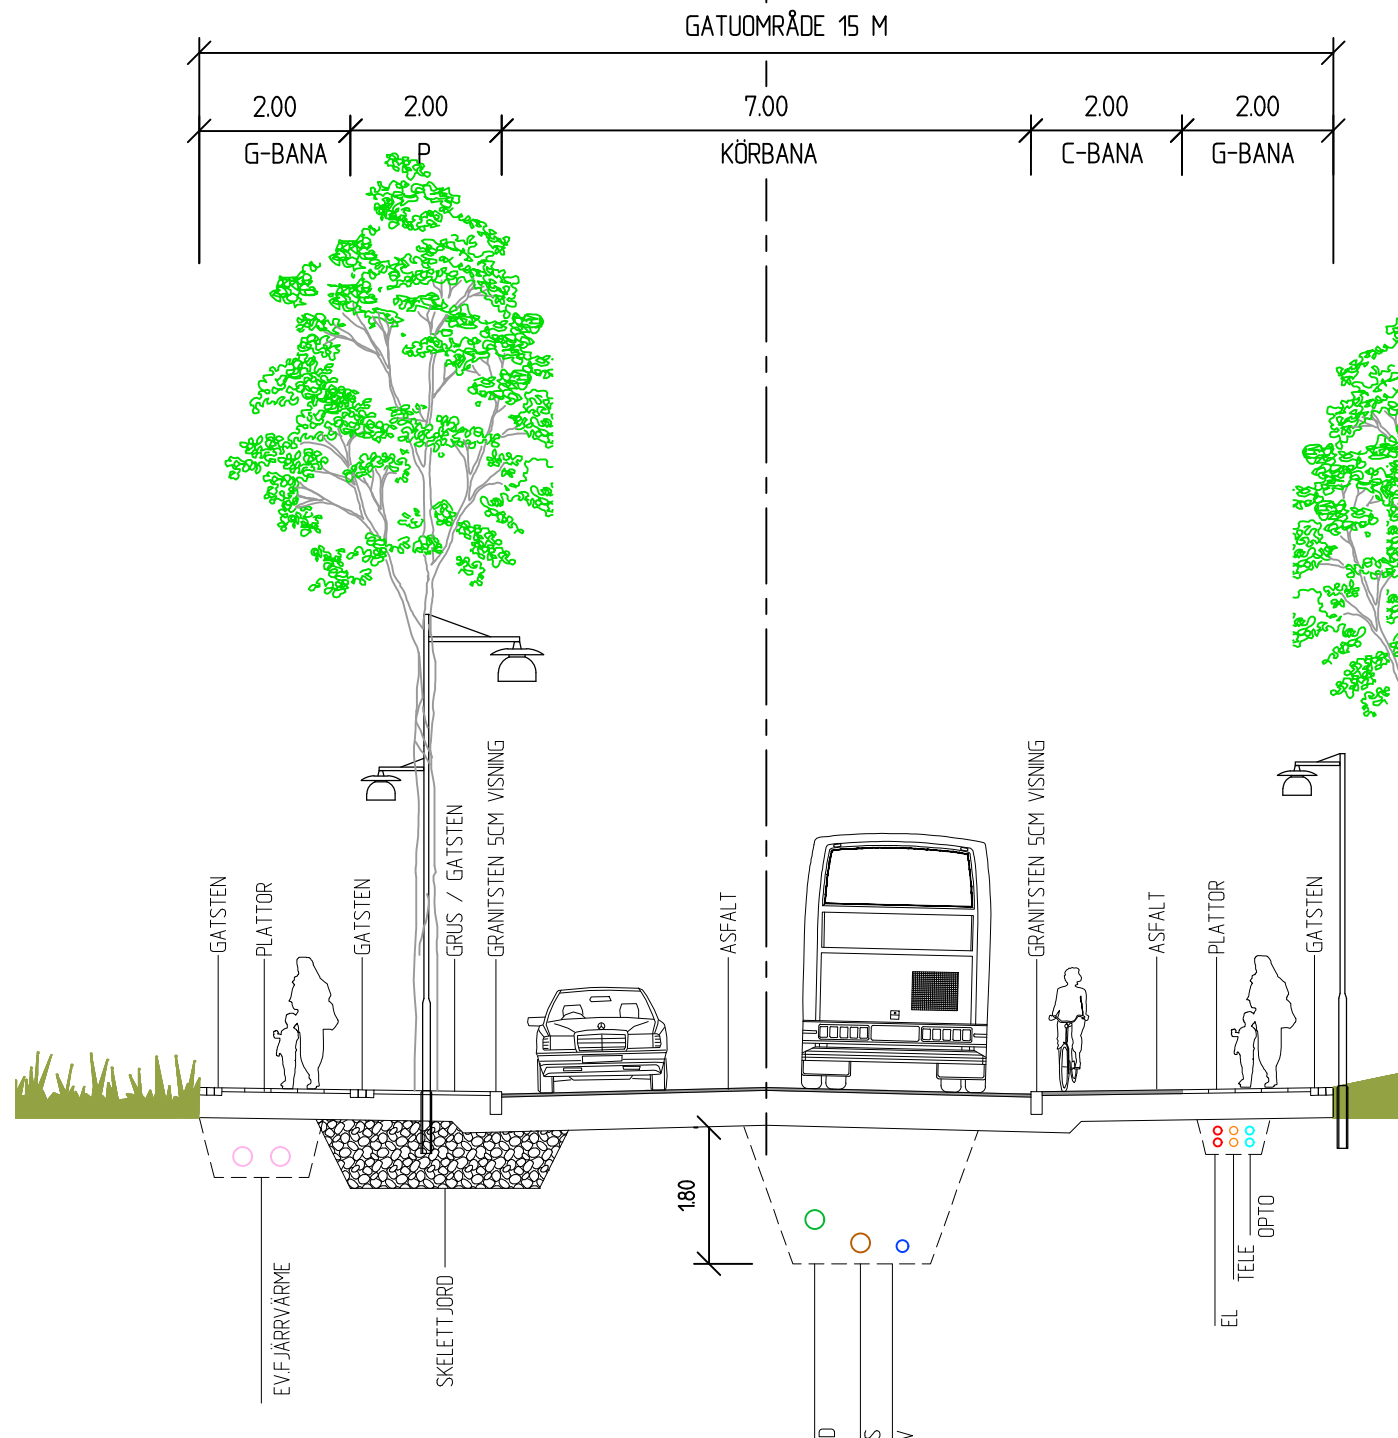 GATUOMRÅDE 15 M
2.00
2.00
7.00
2.00
2.00
G-BANA
P
KÖRBANA
C-BANA
G-BANA
GATSTEN
PLATTOR
GATSTEN
GRUS / GATSTEN
GRANITSTEN 5CM VISNING
ASFALT
GRANITSTEN 5CM VISNING
ASFALT
PLATTOR
GATSTEN
1.80
EV.FJÄRRVÄRME
SKELETTJORD
D
S
V
EL
TELE
OPTO